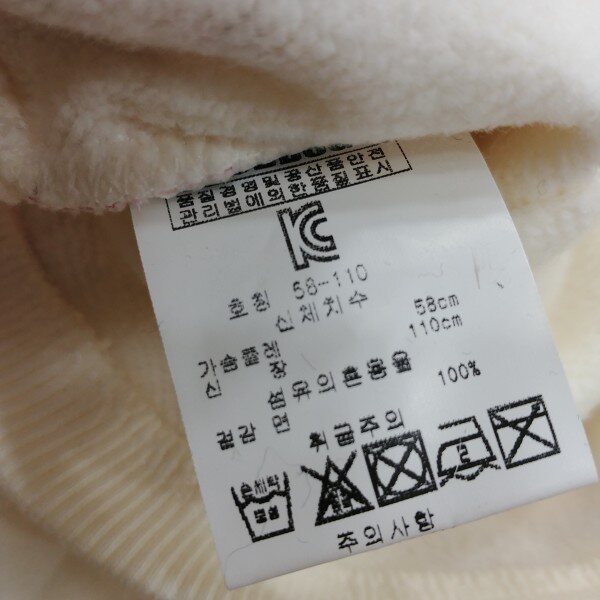 품질경영및공산품안전
관리법에의한품질표시
KC
호칭 58-110
신체치수
가슴둘레 58cm
신장 110cm
섬유의혼용율
겉감 면 100%
취급주의
손세탁
주의사항